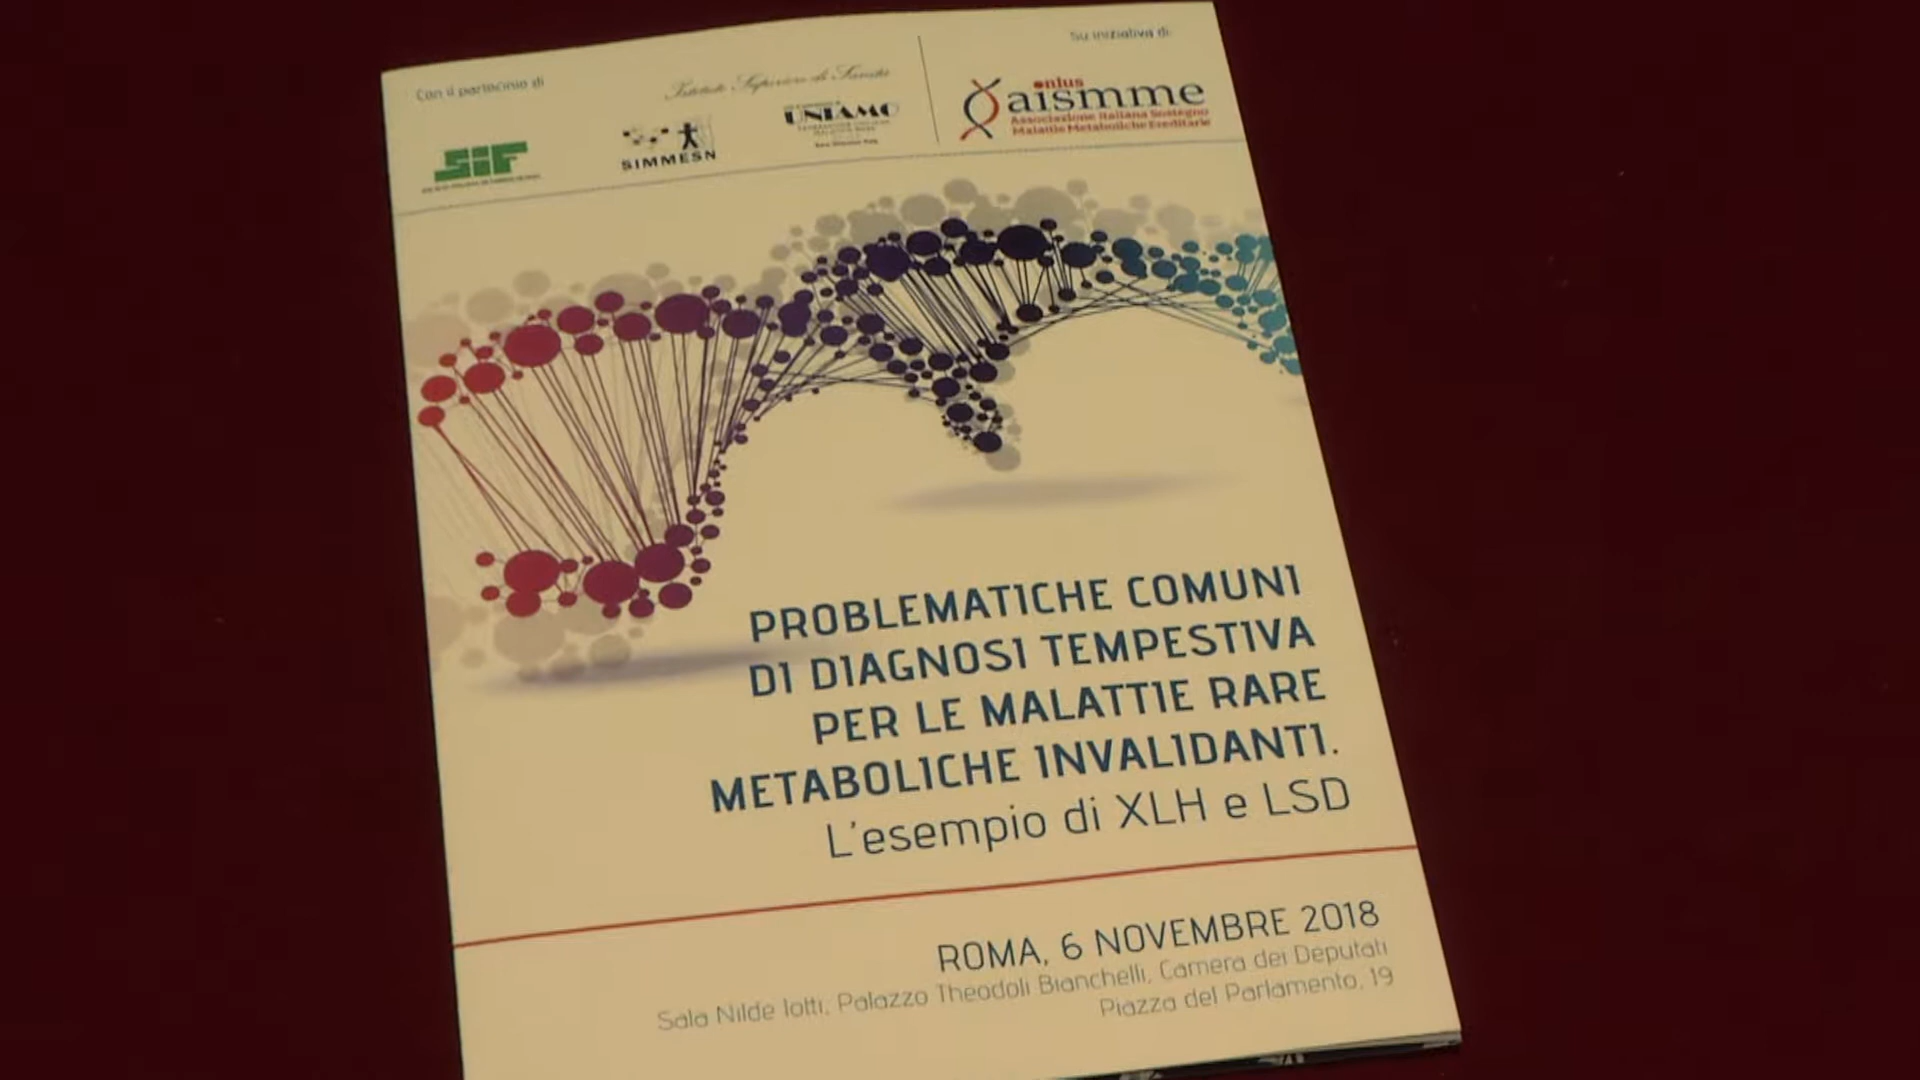 Con il patrocinio di
Su iniziativa di:
Istituto Superiore di Sanità
SIF
SIMMESN
UNIAMO
onlus
aismme
Associazione Italiana Sostegno
Malattie Metaboliche Ereditarie
PROBLEMATICHE COMUNI
DI DIAGNOSI TEMPESTIVA
PER LE MALATTIE RARE
METABOLICHE INVALIDANTI.
L'esempio di XLH e LSD
ROMA, 6 NOVEMBRE 2018
Sala Nilde Iotti, Palazzo Theodoli Bianchelli, Camera dei Deputati
Piazza del Parlamento, 19